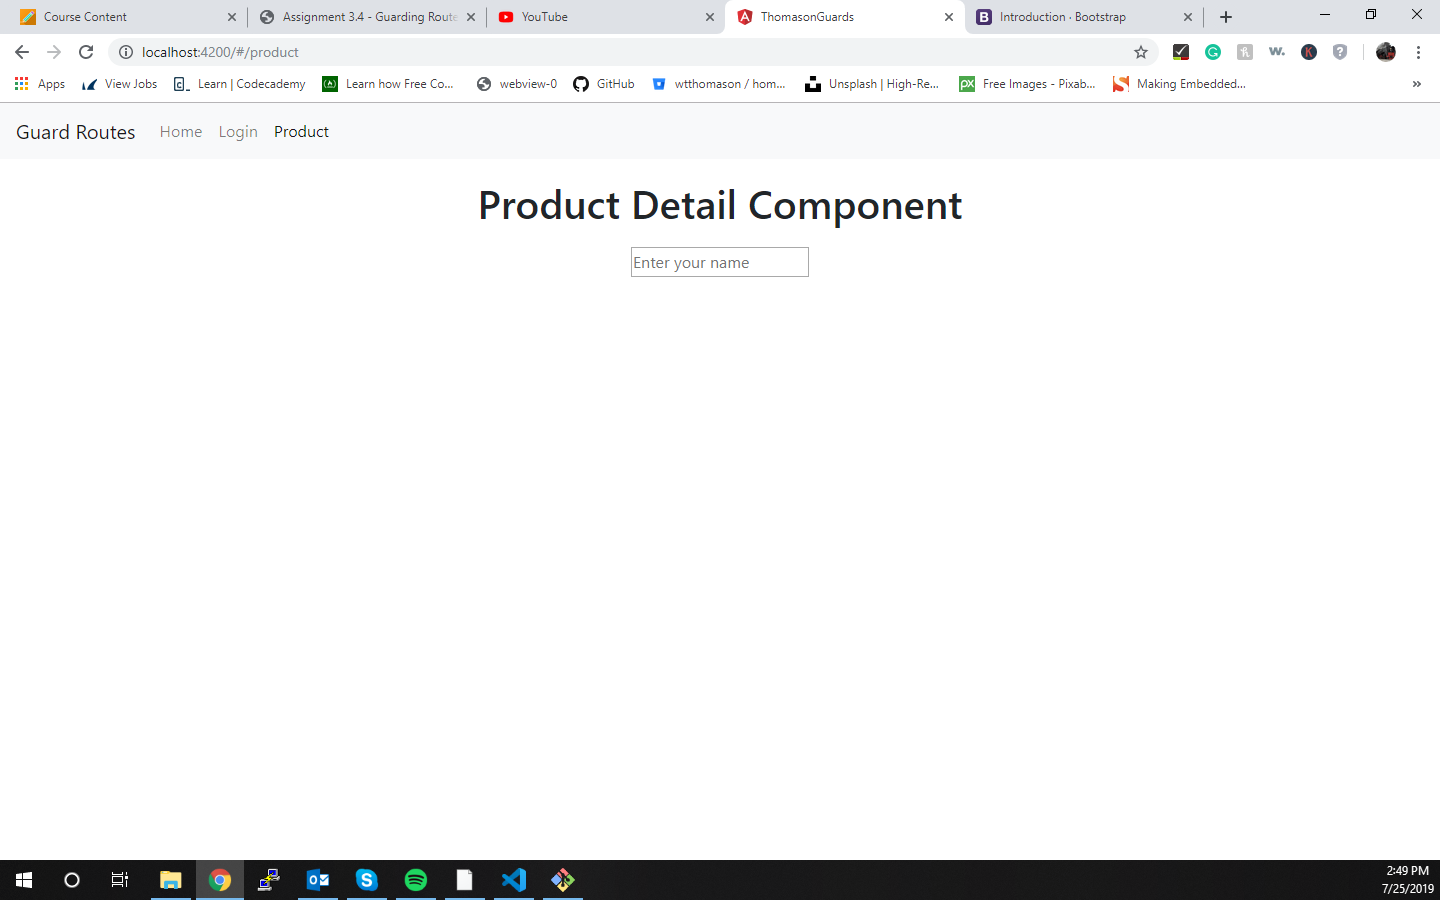 Course Content
Assignment 3.4 - Guarding Route
YouTube
ThomasonGuards
Introduction · Bootstrap
localhost:4200/#/product
Apps
View Jobs
Learn | Codecademy
Learn how Free Co...
webview-0
GitHub
wtthomason / hom...
Unsplash | High-Re...
Free Images - Pixab...
Making Embedded...
»
Guard Routes
Home
Login
Product
Product Detail Component
Enter your name
2:49 PM
7/25/2019